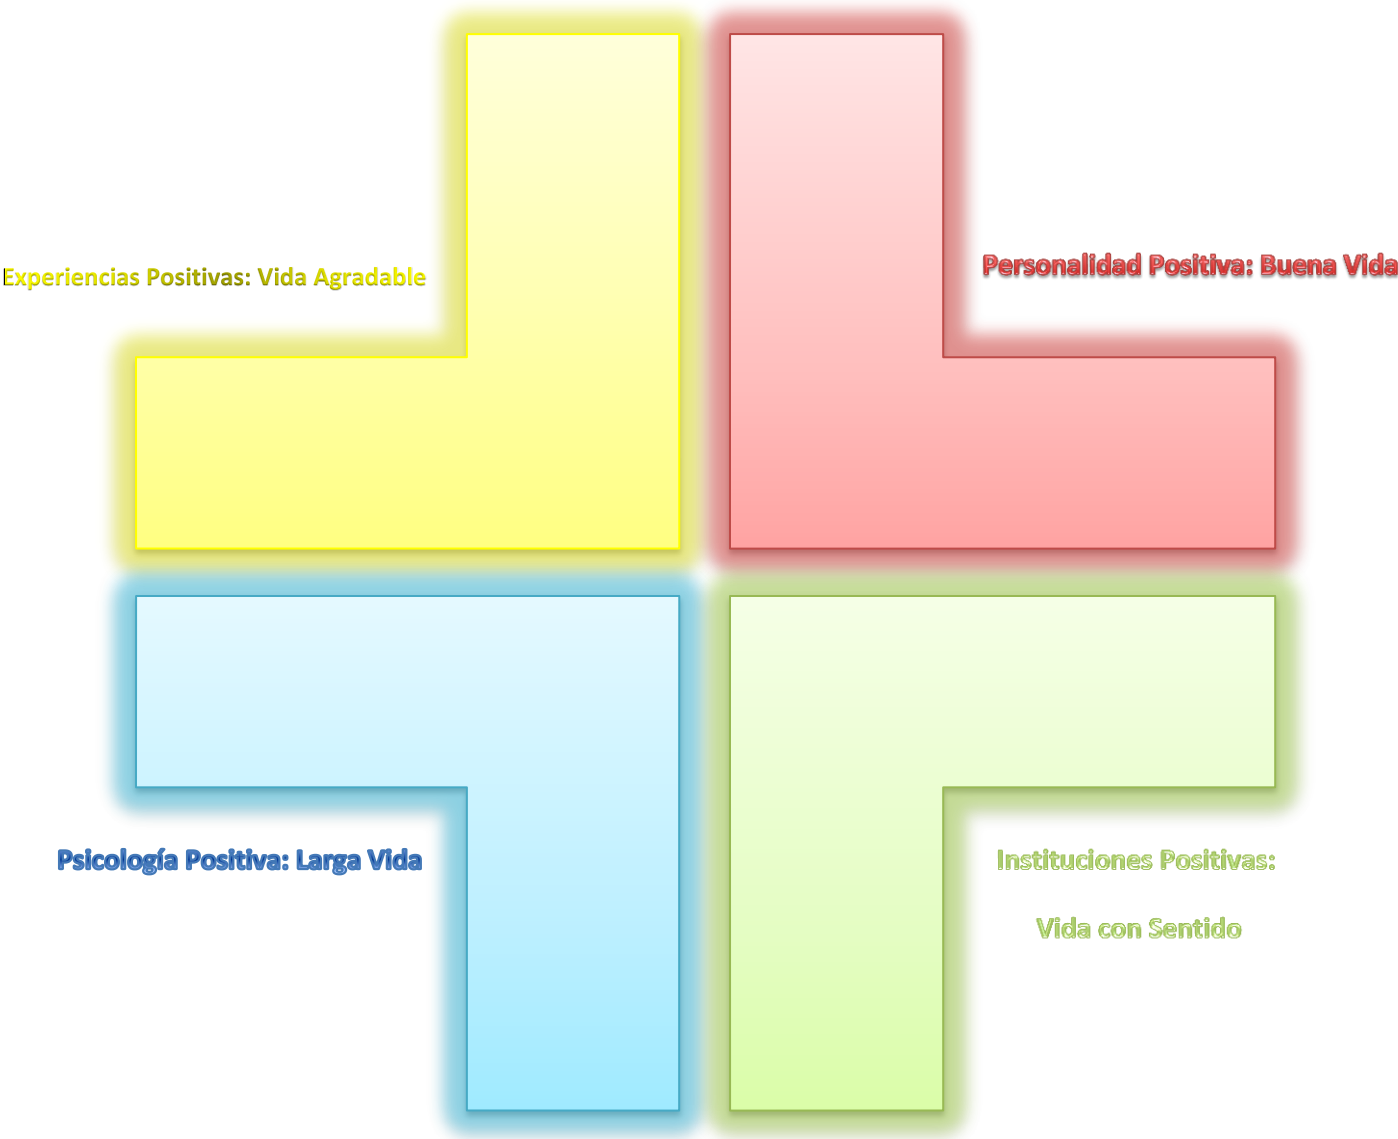 Experiencias Positivas: Vida Agradable
Personalidad Positiva: Buena Vida
Psicología Positiva: Larga Vida
Instituciones Positivas:
Vida con Sentido